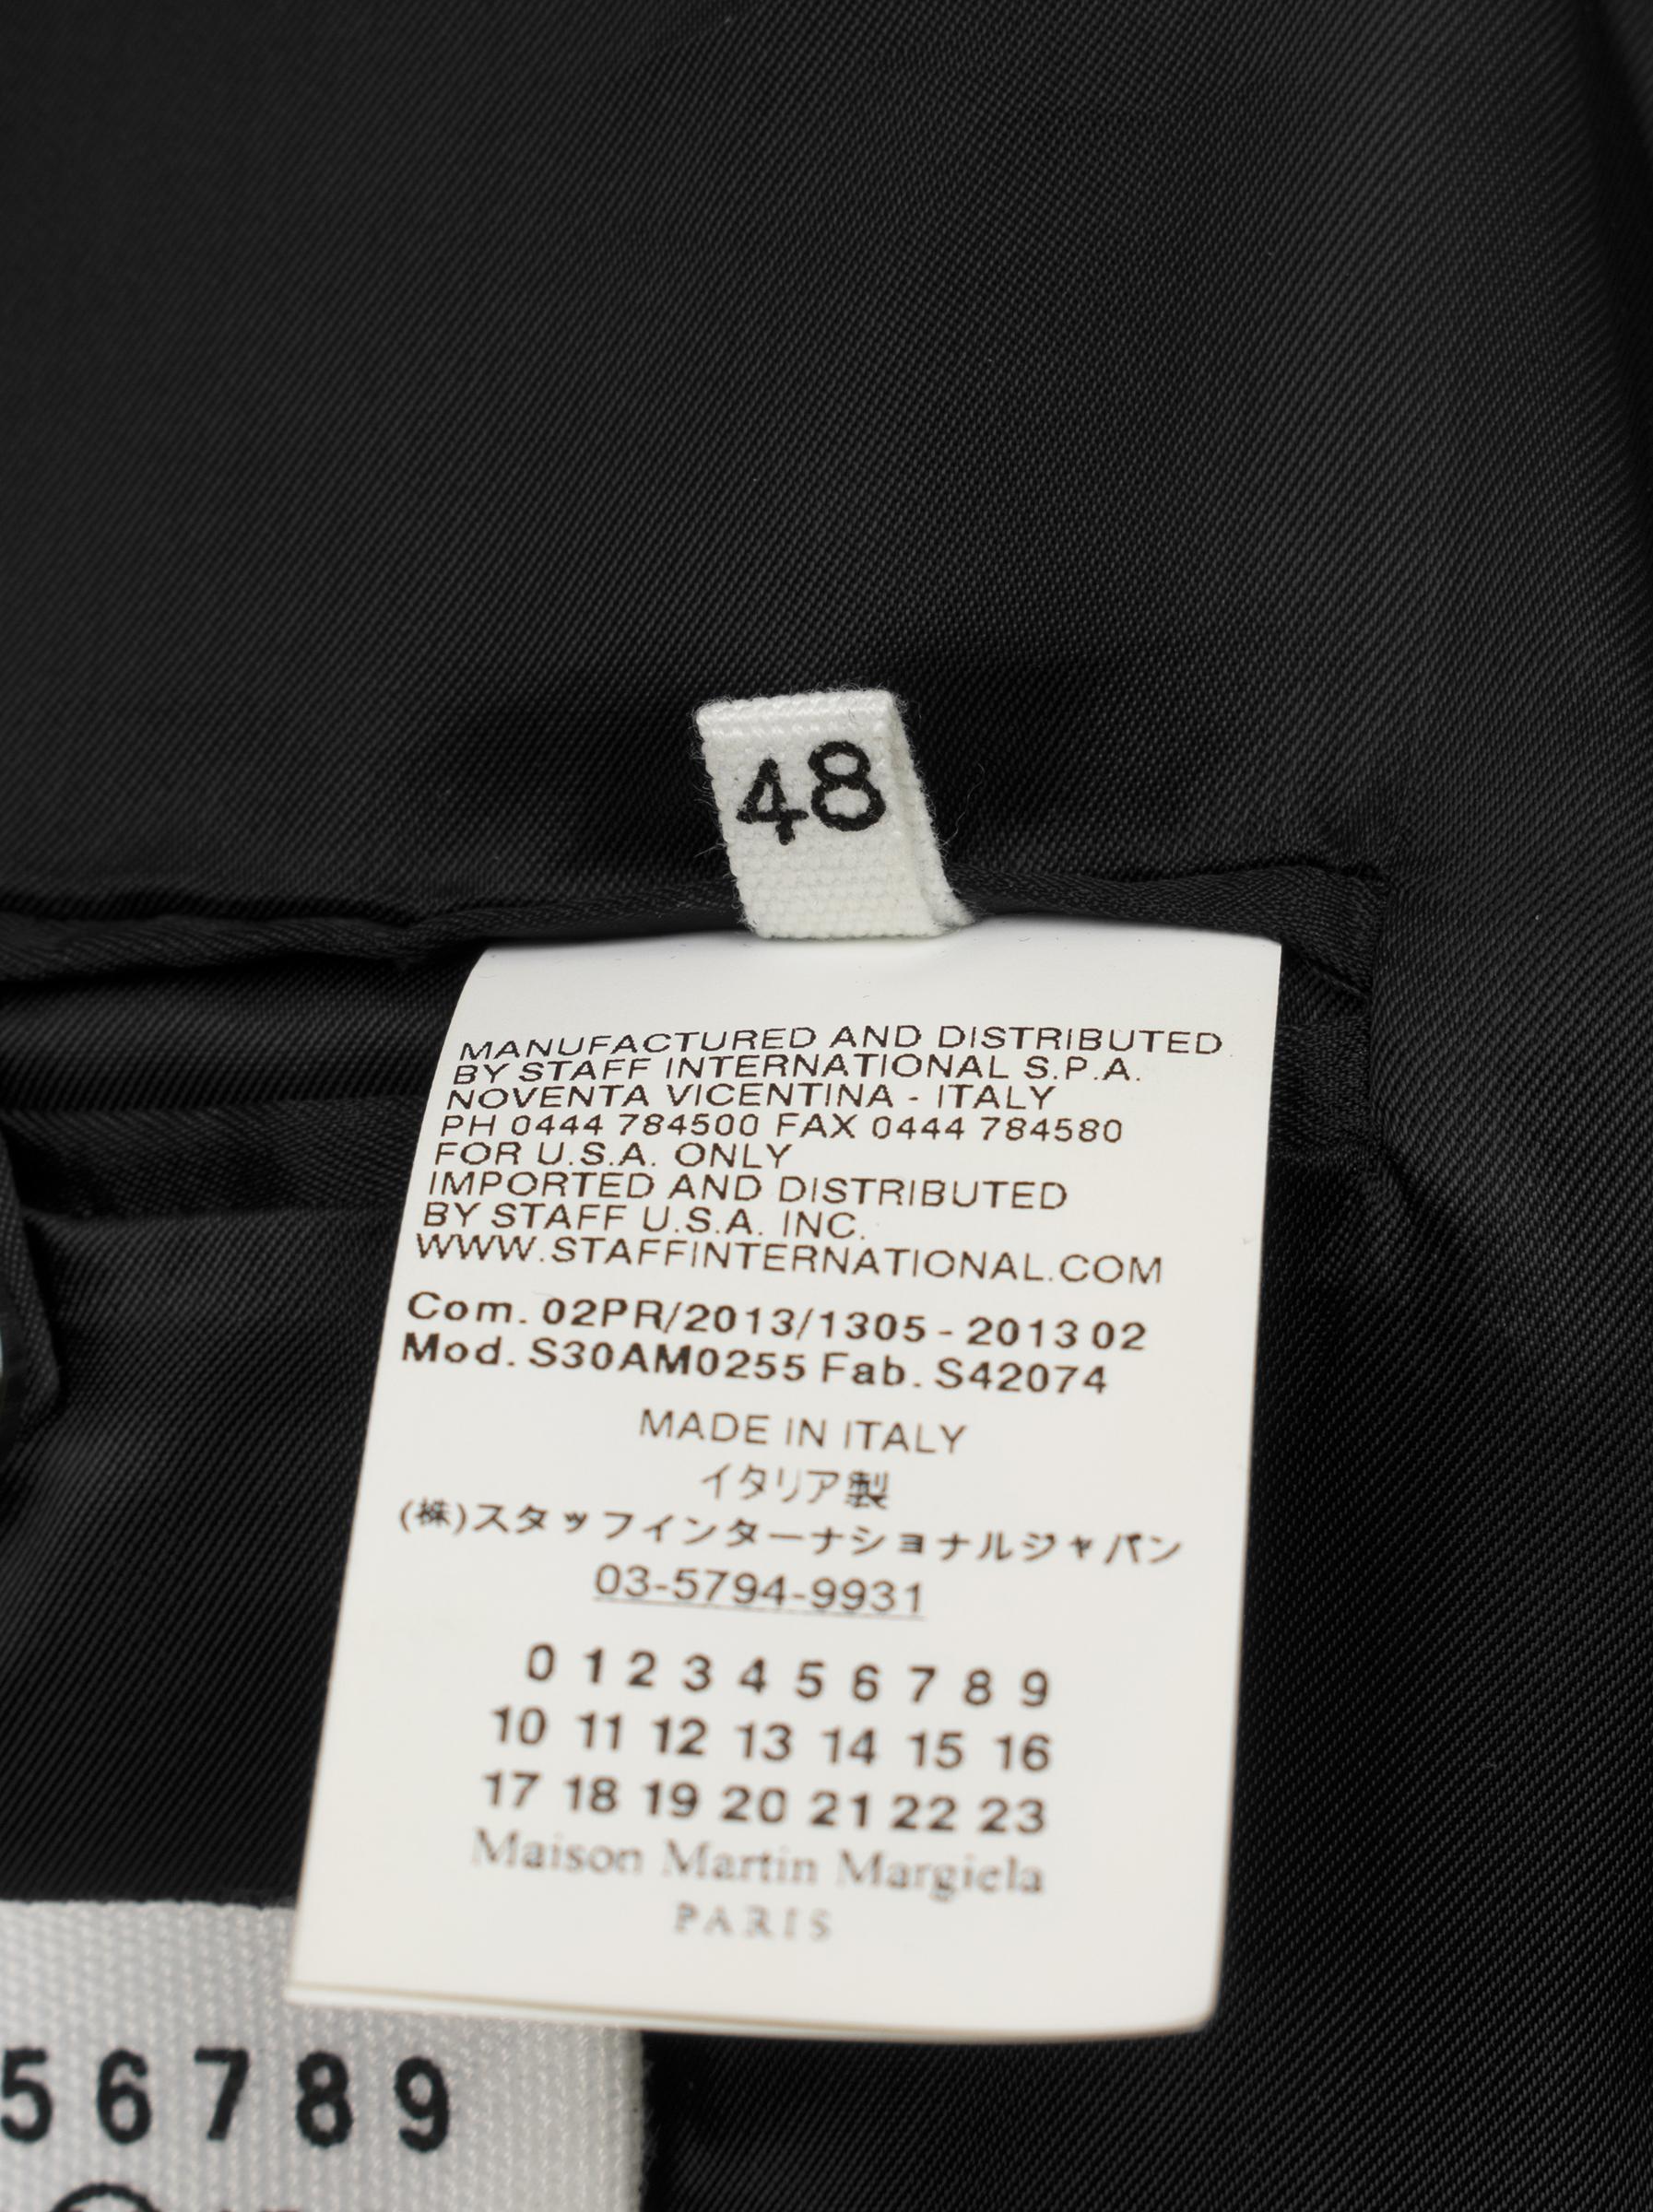 48
MANUFACTURED AND DISTRIBUTED
BY STAFF INTERNATIONAL S.P.A.
NOVENTA VICENTINA - ITALY
PH 0444 784500 FAX 0444 784580
FOR U.S.A. ONLY
IMPORTED AND DISTRIBUTED
BY STAFF U.S.A. INC.
WWW.STAFFINTERNATIONAL.COM
Com. 02PR/2013/1305 - 2013 02
Mod. S30AM0255 Fab. S42074
MADE IN ITALY
イタリア製
(株)スタッフインターナショナルジャパン
03-5794-9931
0 1 2 3 4 5 6 7 8 9
10 11 12 13 14 15 16
17 18 19 20 21 22 23
Maison Martin Margiela
PARIS
5 6 7 8 9